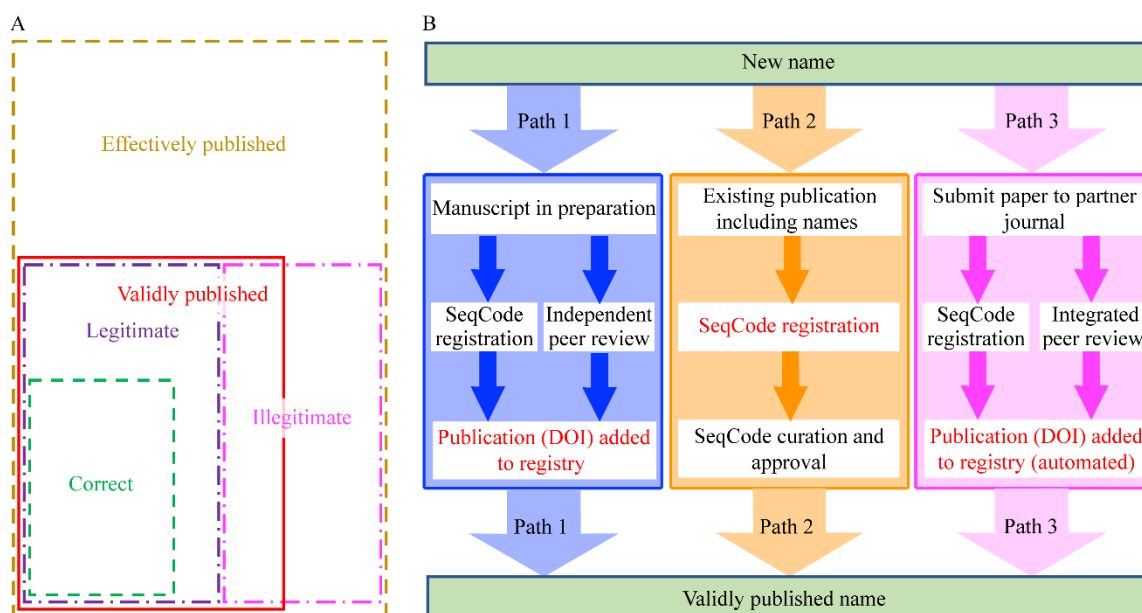 A
Effectively published
Validly published
Legitimate
Illegitimate
Correct
B
New name
Path 1
Path 2
Path 3
Manuscript in preparation
SeqCode
registration
Independent
peer review
Publication (DOI) added
to registry
Existing publication
including names
SeqCode registration
SeqCode curation and
approval
Submit paper to partner
journal
SeqCode
registration
Integrated
peer review
Publication (DOI) added
to registry (automated)
Path 1
Path 2
Path 3
Validly published name